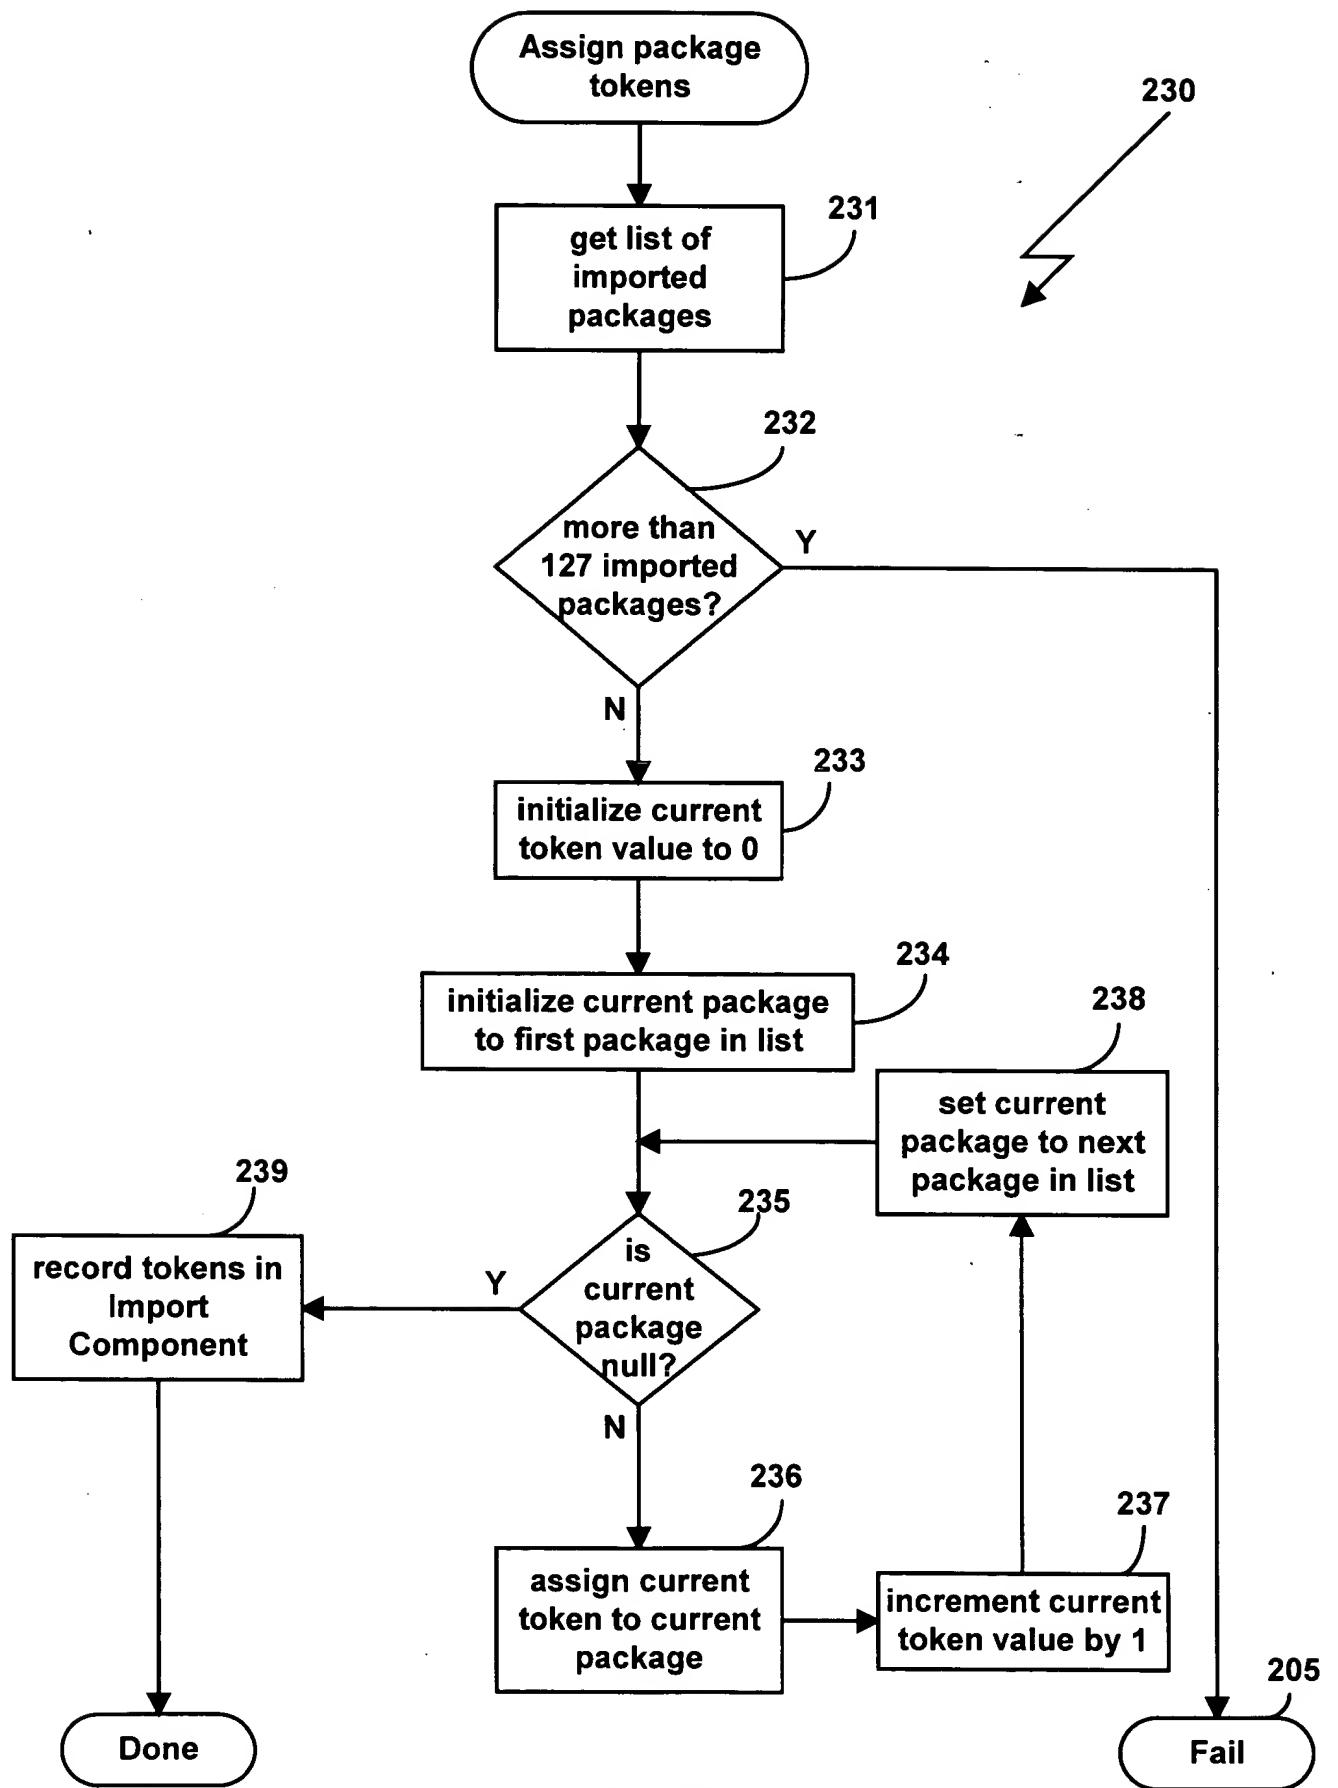 Assign package
tokens
230
231
get list of
imported
packages
232
more than
127 imported
packages?
Y
N
233
initialize current
token value to 0
234
initialize current package
to first package in list
238
set current
package to next
package in list
239
record tokens in
Import
Component
235
is
current
package
null?
Y
N
236
assign current
token to current
package
237
increment current
token value by 1
205
Done
Fail